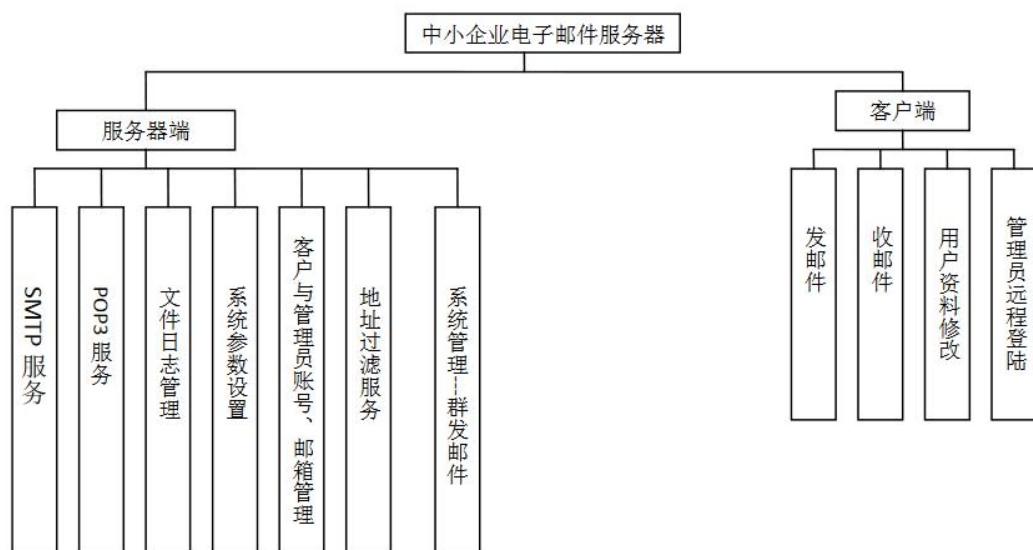 中小企业电子邮件服务器
服务器端
客户端
SMTP 服务
POP3 服务
文件日志管理
系统参数设置
客户与管理员账号、邮箱管理
地址过滤服务
系统管理---群发邮件
发邮件
收邮件
用户资料修改
管理员远程登陆